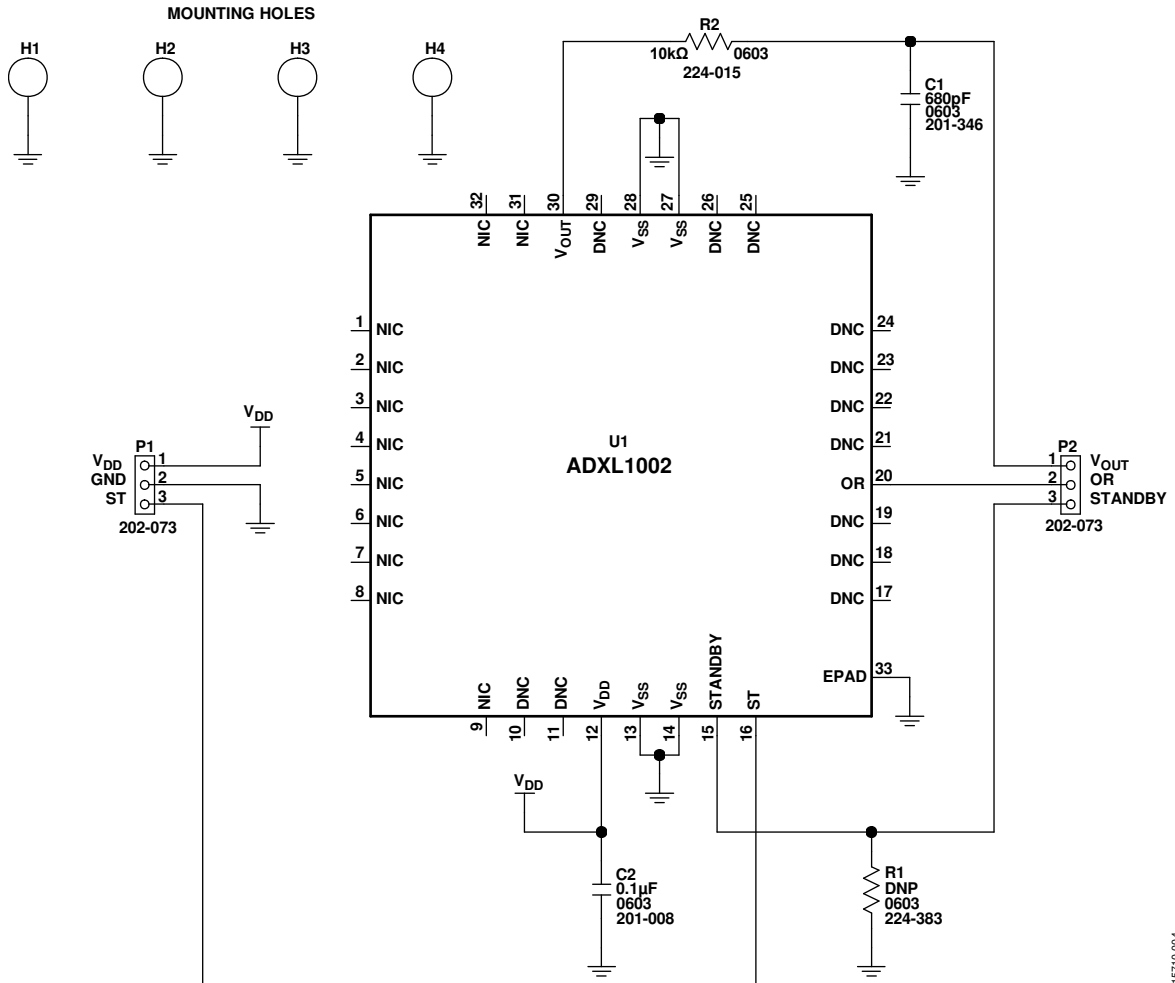 MOUNTING HOLES
H1
H2
H3
H4
R2
10kΩ
0603
224-015
C1
680pF
0603
201-346
32
31
30
29
28
27
26
25
NIC
NIC
VOUT
DNC
VSS
VSS
DNC
DNC
1 NIC
2 NIC
3 NIC
4 NIC
5 NIC
6 NIC
7 NIC
8 NIC
U1
ADXL1002
DNC 24
DNC 23
DNC 22
DNC 21
OR 20
DNC 19
DNC 18
DNC 17
EPAD 33
VDD
P1
VDD 1
GND 2
ST 3
202-073
P2
1 VOUT
2 OR
3 STANDBY
202-073
NIC
DNC
DNC
VDD
VSS
VSS
STANDBY
ST
9
10
11
12
13
14
15
16
VDD
C2
0.1µF
0603
201-008
R1
DNP
0603
224-383